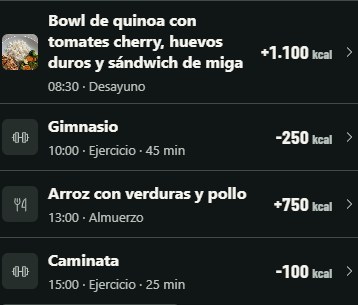 Bowl de quinoa con
tomates cherry, huevos
duros y sándwich de miga
+1.100 kcal
08:30 · Desayuno
Gimnasio
-250 kcal
10:00 · Ejercicio · 45 min
Arroz con verduras y pollo
+750 kcal
13:00 · Almuerzo
Caminata
-100 kcal
15:00 · Ejercicio · 25 min